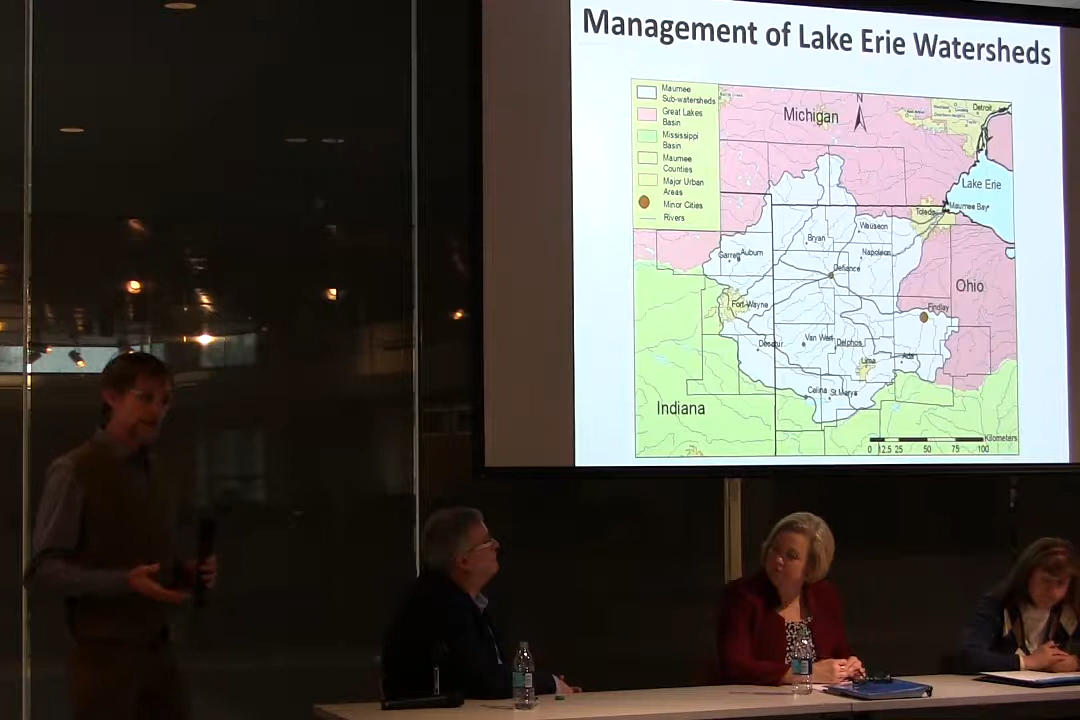 Management of Lake Erie Watersheds
Maumee
Sub-watersheds
Great Lakes
Basin
Mississippi
Basin
Maumee
Counties
Major Urban
Areas
Minor Cities
Rivers
N
Michigan
Detroit
Lake Erie
Toledo
Maumee Bay
Wauseon
Bryan
Garrett
Auburn
Napoleon
Defiance
Ohio
Fort Wayne
Findlay
Decatur
Van Wert
Delphos
Lima
Ada
Celina
St. Marys
Indiana
Kilometers
0 12.5 25 50 75 100